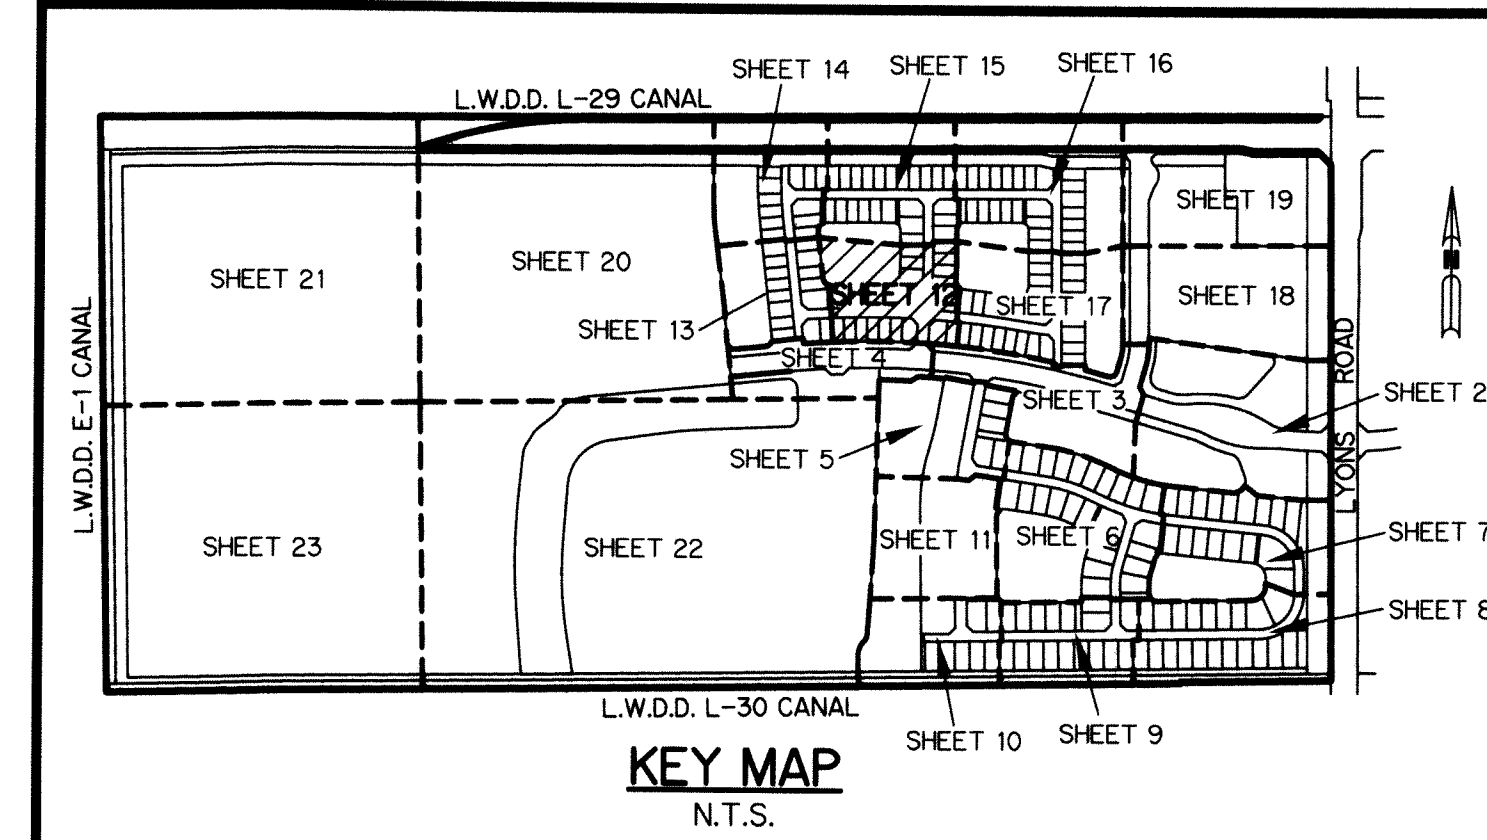 SHEET 14
SHEET 15
SHEET 16
L.W.D.D. L-29 CANAL
SHEET 19
SHEET 20
SHEET 21
SHEET 12
SHEET 17
SHEET 18
SHEET 13
SHEET 4
L.W.D.D. E-1 CANAL
LYONS ROAD
SHEET 3
SHEET 2
SHEET 5
SHEET 23
SHEET 22
SHEET 11
SHEET 6
SHEET 7
SHEET 8
L.W.D.D. L-30 CANAL
SHEET 10
SHEET 9
KEY MAP
N.T.S.
N